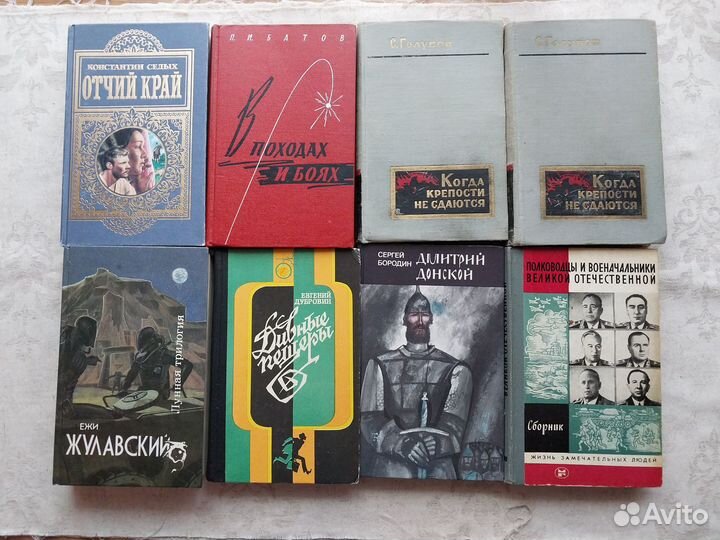 КОНСТАНТИН СЕДЫХ
ОТЧИЙ КРАЙ
П. И. БАТОВ
В ПОХОДАХ
И БОЯХ
С. Голубов
КОГДА
КРЕПОСТИ
НЕ СДАЮТСЯ
С. Голубов
КОГДА
КРЕПОСТИ
НЕ СДАЮТСЯ
Лунная трилогия
ЕЖИ
ЖУЛАВСКИЙ
ЕВГЕНИЙ
ДУБРОВИН
Дивные
пещеры
СЕРГЕЙ
БОРОДИН
ДМИТРИЙ
ДОНСКОЙ
ПОЛКОВОДЦЫ И ВОЕНАЧАЛЬНИКИ
ВЕЛИКОЙ ОТЕЧЕСТВЕННОЙ
Сборник
ЖИЗНЬ ЗАМЕЧАТЕЛЬНЫХ ЛЮДЕЙ
Avito